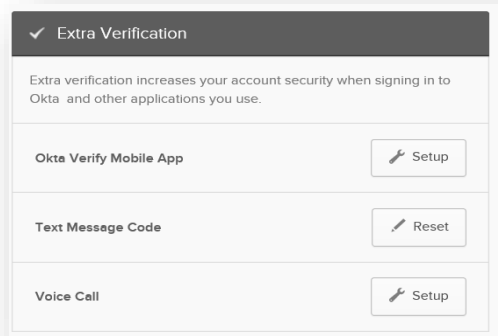 Extra Verification
Extra verification increases your account security when signing in to
Okta and other applications you use.
Okta Verify Mobile App
Setup
Text Message Code
Reset
Voice Call
Setup